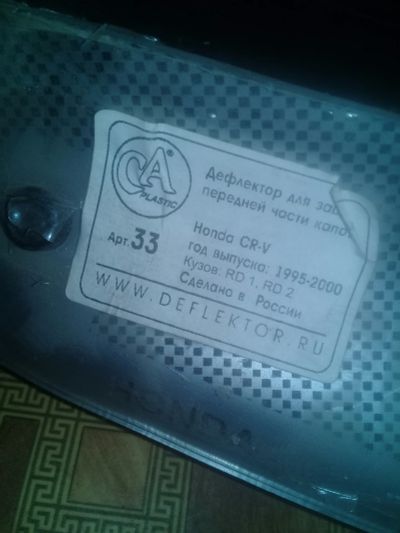 CA®
PLASTIC
Дефлектор для
передней части
Арт. 33
Honda CR-V
год выпуска: 1995-2000
Кузов: RD 1, RD 2
Сделано в России
WWW.DEFLEKTOR.RU
HONDA